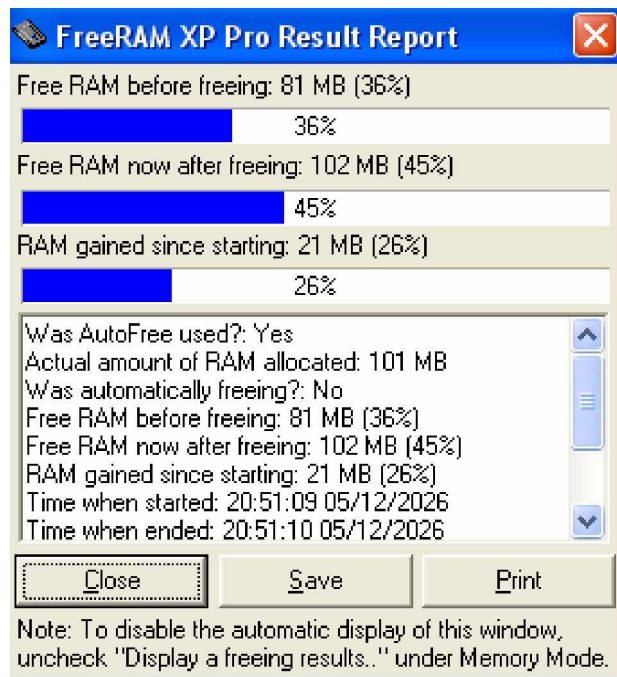 FreeRAM XP Pro Result Report
Free RAM before freeing: 81 MB (36%)
36%
Free RAM now after freeing: 102 MB (45%)
45%
RAM gained since starting: 21 MB (26%)
26%
Was AutoFree used?: Yes
Actual amount of RAM allocated: 101 MB
Was automatically freeing?: No
Free RAM before freeing: 81 MB (36%)
Free RAM now after freeing: 102 MB (45%)
RAM gained since starting: 21 MB (26%)
Time when started: 20:51:09 05/12/2026
Time when ended: 20:51:10 05/12/2026
Close Save Print
Note: To disable the automatic display of this window,
uncheck "Display a freeing results.." under Memory Mode.